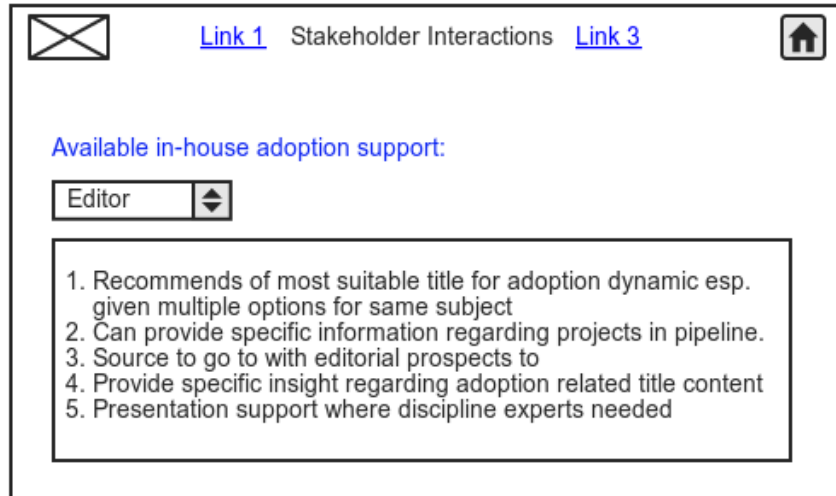 Link 1 Stakeholder Interactions Link 3
Available in-house adoption support:
Editor
1. Recommends of most suitable title for adoption dynamic esp.
given multiple options for same subject
2. Can provide specific information regarding projects in pipeline.
3. Source to go to with editorial prospects to
4. Provide specific insight regarding adoption related title content
5. Presentation support where discipline experts needed